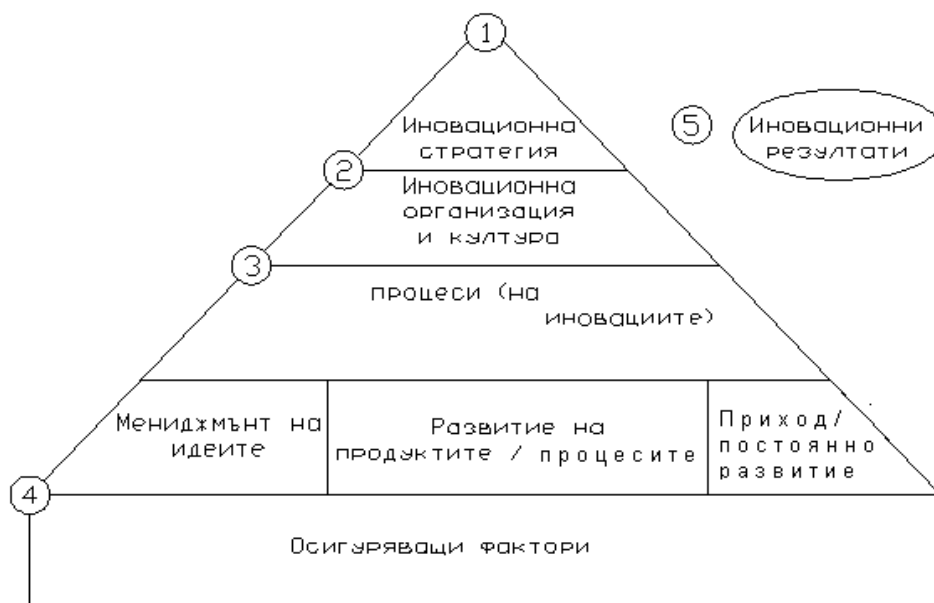 1
Иновационна
стратегия
5
Иновационни
резултати
2
Иновационна
организация
и култура
3
процеси (на
иновациите)
Мениджмънт на
идеите
Развитие на
продуктите / процесите
Приход/
постоянно
развитие
4
Осигуряващи фактори